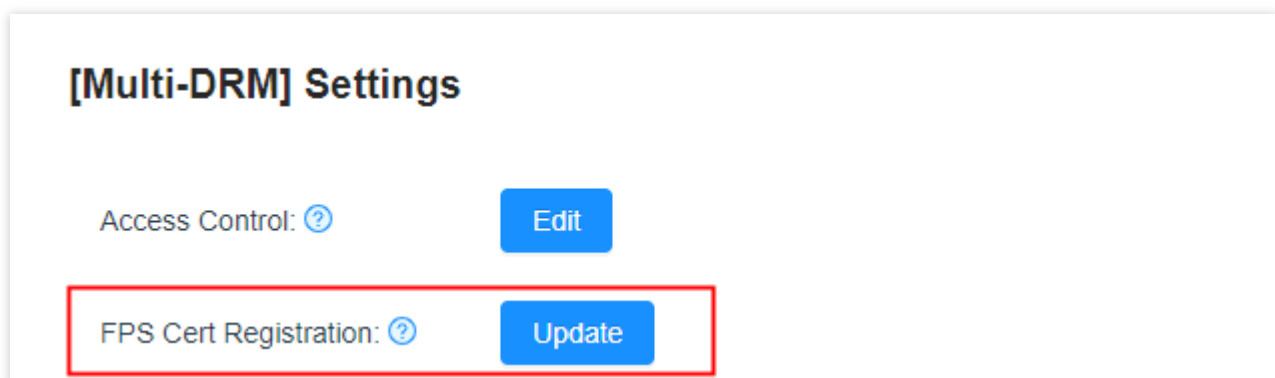 [Multi-DRM] Settings
Access Control: ? Edit
FPS Cert Registration: ? Update